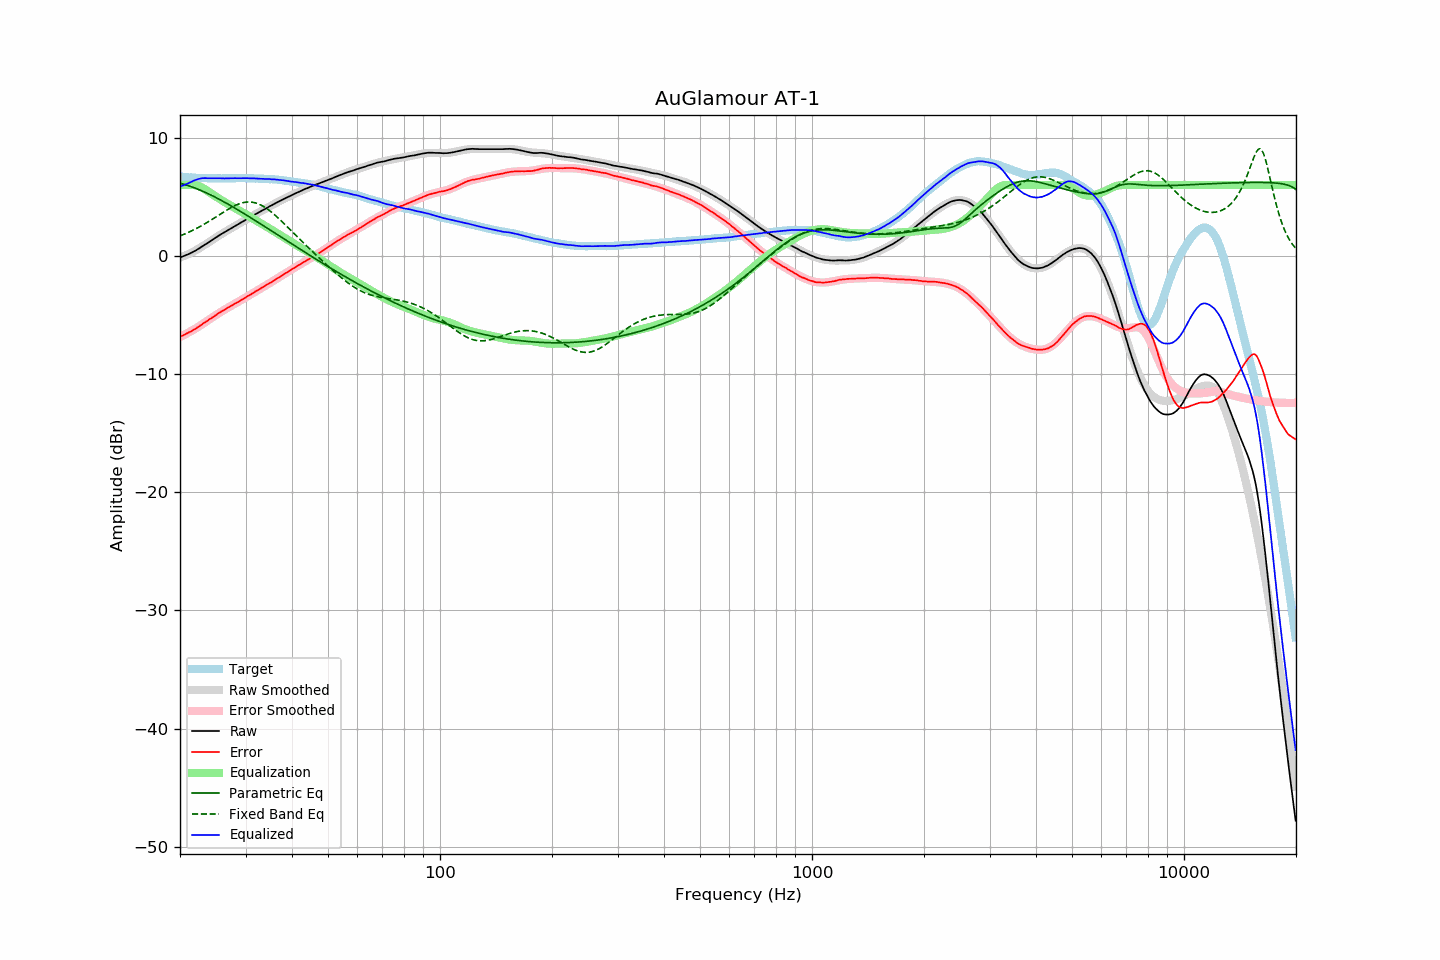 AuGlamour AT-1
10
0
−10
−20
−30
−40
−50
Amplitude (dBr)
Target
Raw Smoothed
Error Smoothed
Raw
Error
Equalization
Parametric Eq
Fixed Band Eq
Equalized
100
1000
10000
Frequency (Hz)